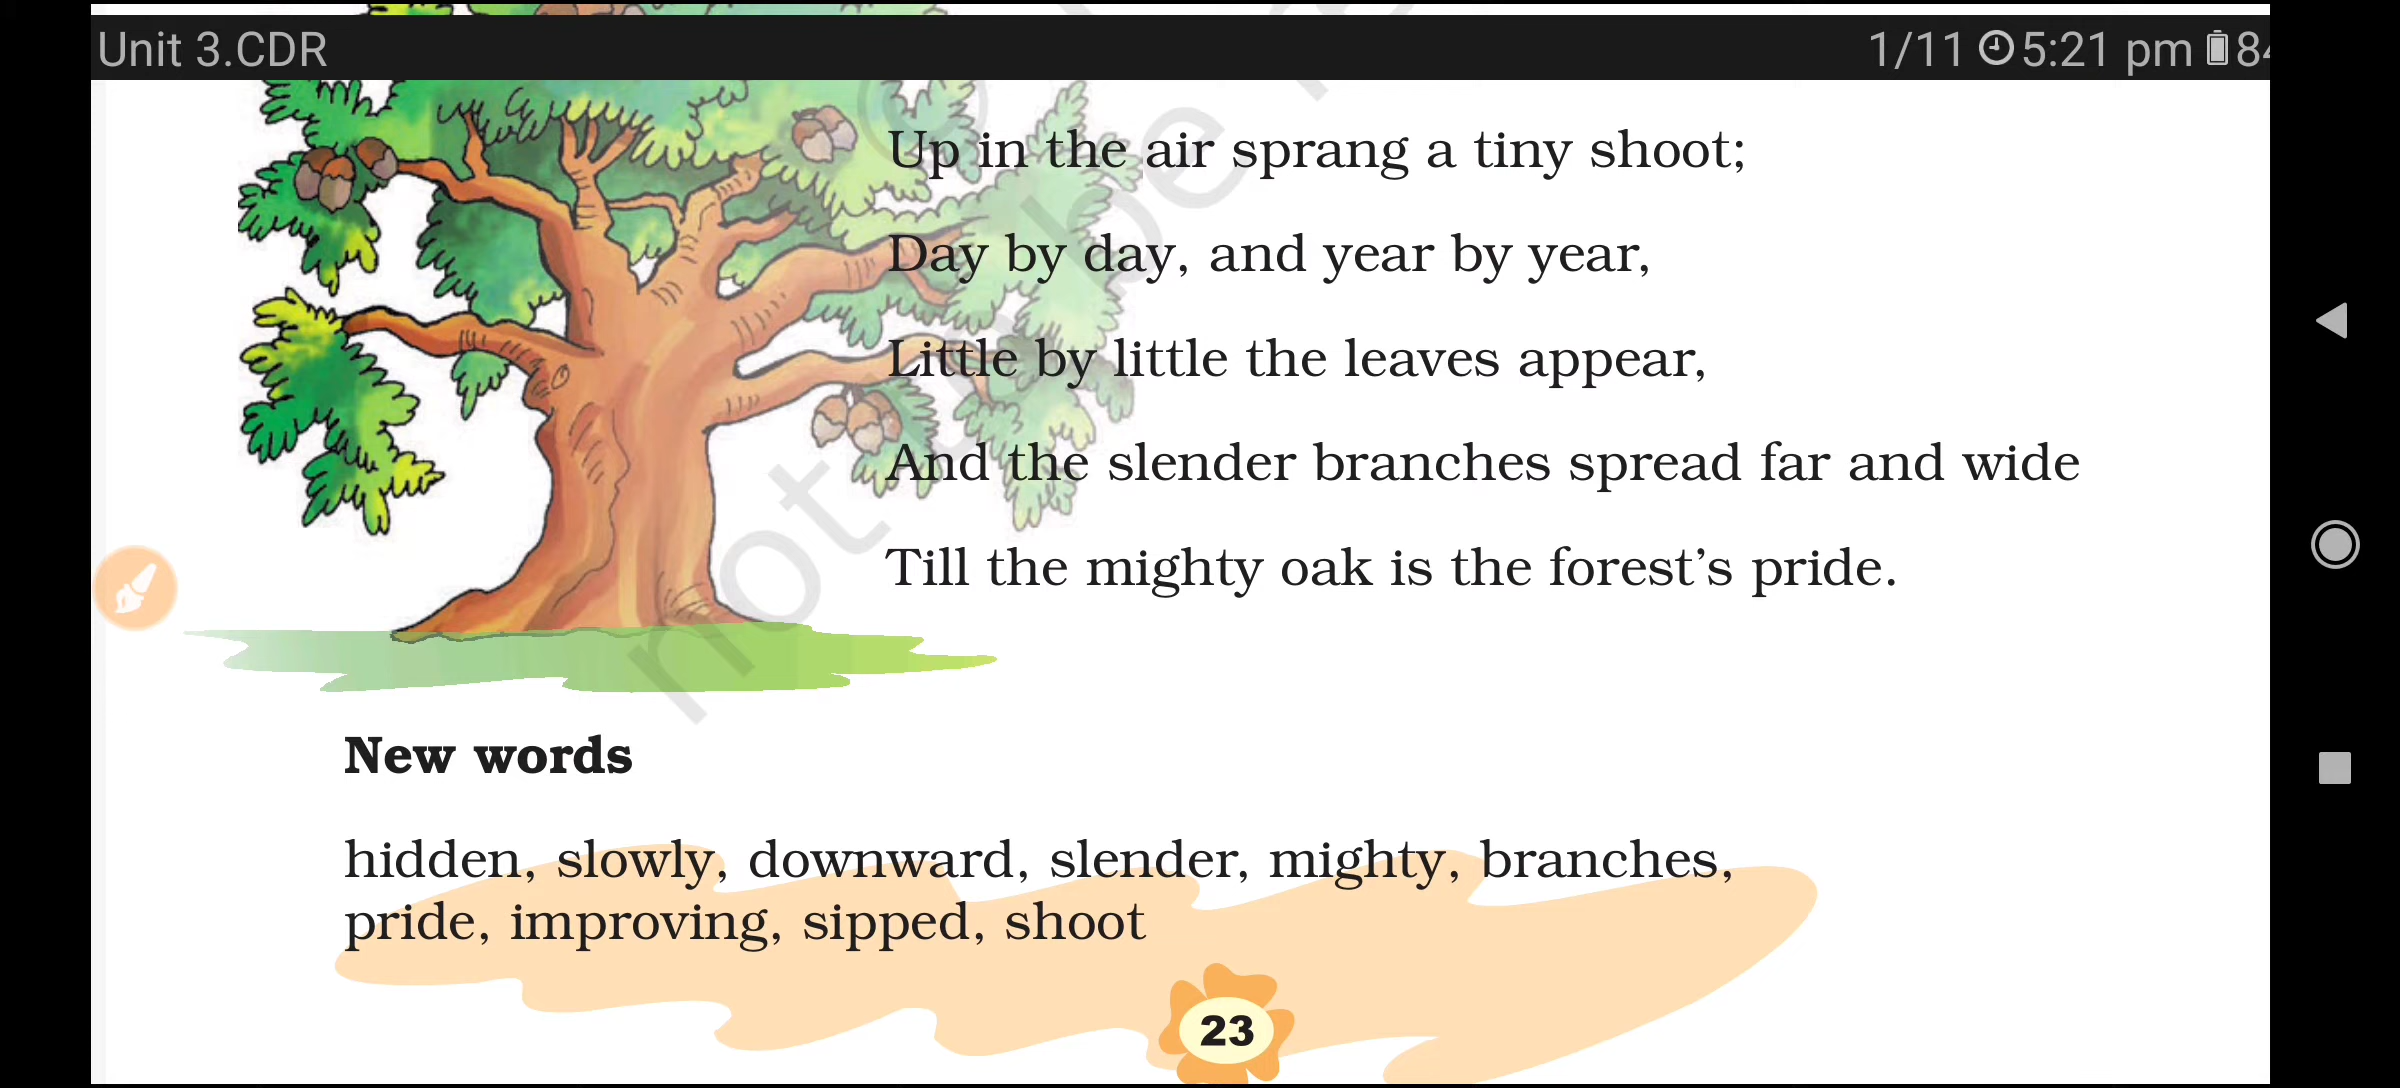 Unit 3.CDR
1/11 5:21 pm
Up in the air sprang a tiny shoot;
Day by day, and year by year,
Little by little the leaves appear,
And the slender branches spread far and wide
Till the mighty oak is the forest’s pride.
not be
New words
hidden, slowly, downward, slender, mighty, branches,
pride, improving, sipped, shoot
23